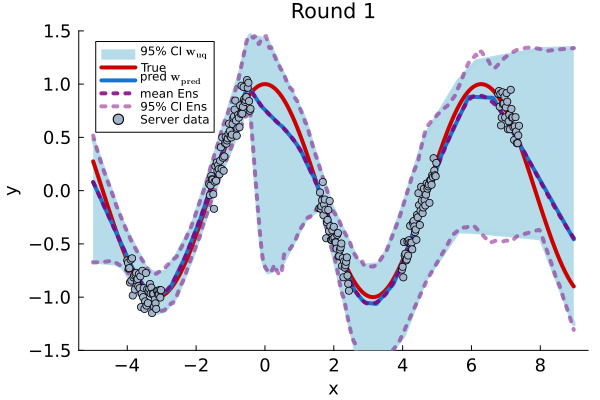 Round 1
95% CI w_uq
True
pred w_pred
mean Ens
95% CI Ens
Server data
y
1.5
1.0
0.5
0.0
−0.5
−1.0
−1.5
−4 −2 0 2 4 6 8
x